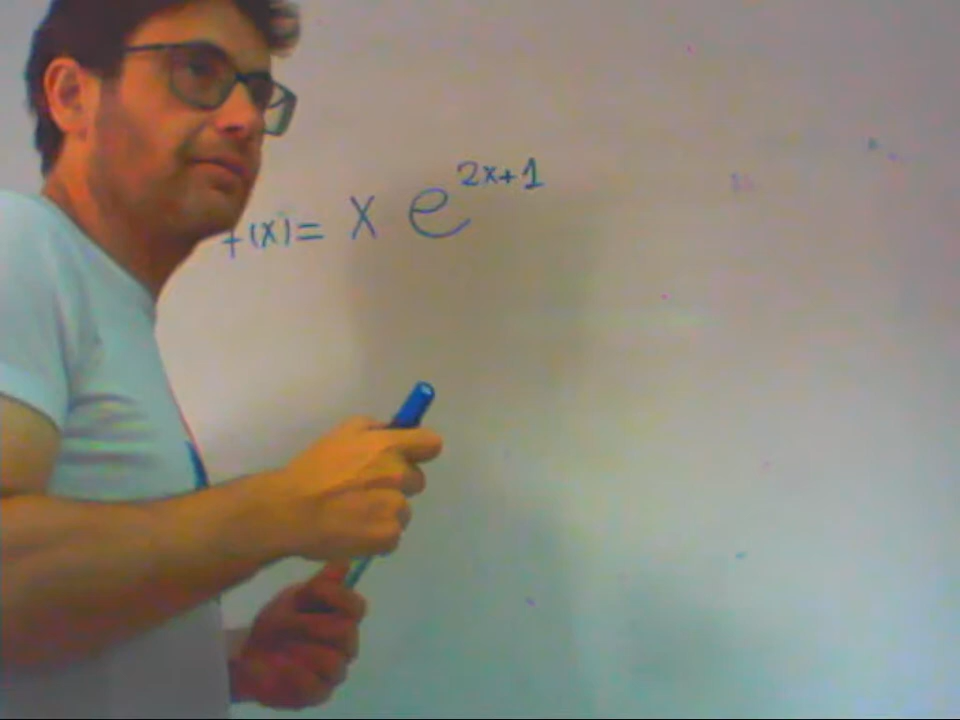 f(x)= x e^{2x+1}